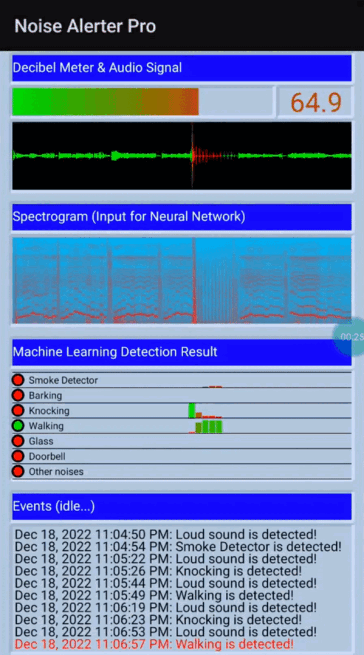 Noise Alerter Pro
Decibel Meter & Audio Signal
64.9
Spectrogram (Input for Neural Network)
00:25
Machine Learning Detection Result
Smoke Detector
Barking
Knocking
Walking
Glass
Doorbell
Other noises
Events (idle...)
Dec 18, 2022 11:04:50 PM: Loud sound is detected!
Dec 18, 2022 11:04:54 PM: Smoke Detector is detected!
Dec 18, 2022 11:05:22 PM: Loud sound is detected!
Dec 18, 2022 11:05:26 PM: Knocking is detected!
Dec 18, 2022 11:05:44 PM: Loud sound is detected!
Dec 18, 2022 11:05:49 PM: Walking is detected!
Dec 18, 2022 11:06:19 PM: Loud sound is detected!
Dec 18, 2022 11:06:23 PM: Knocking is detected!
Dec 18, 2022 11:06:53 PM: Loud sound is detected!
Dec 18, 2022 11:06:57 PM: Walking is detected!